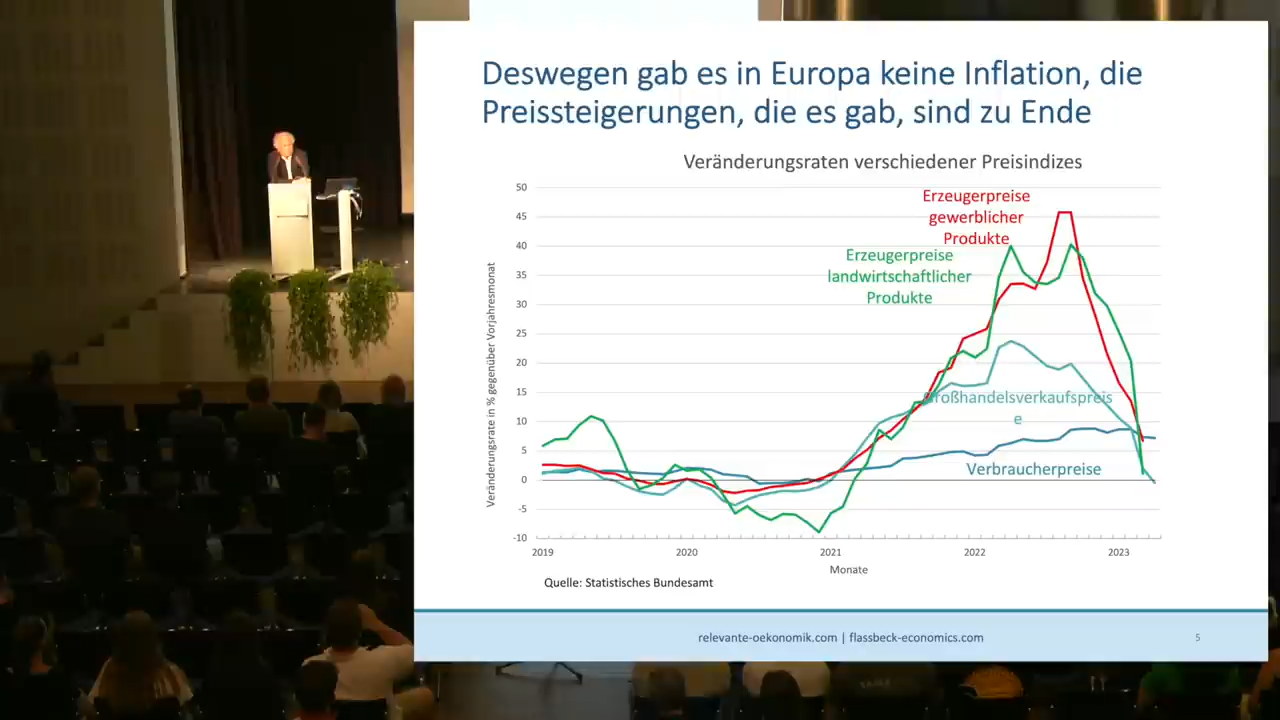 Deswegen gab es in Europa keine Inflation, die
Preissteigerungen, die es gab, sind zu Ende
Veränderungsraten verschiedener Preisindizes
Veränderungsrate in % gegenüber Vorjahresmonat
50
45
40
35
30
25
20
15
10
5
0
-5
-10
Erzeugerpreise
gewerblicher
Produkte
Erzeugerpreise
landwirtschaftlicher
Produkte
Großhandelsverkaufspreis
e
Verbraucherpreise
2019
2020
2021
2022
2023
Monate
Quelle: Statistisches Bundesamt
relevante-oekonomik.com | flassbeck-economics.com
5